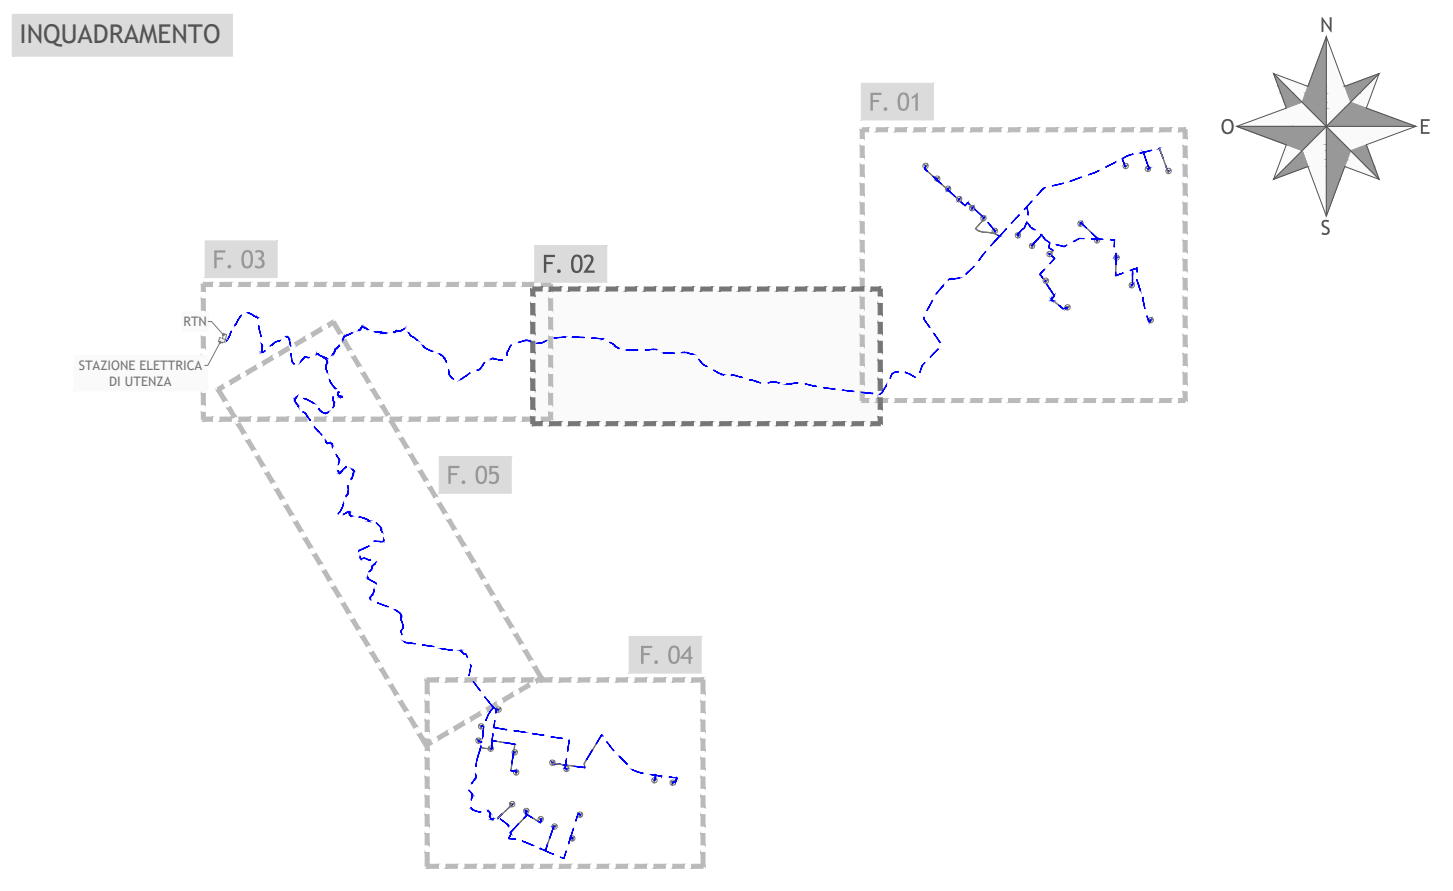 INQUADRAMENTO
N
F. 01
O
E
S
F. 03
F. 02
RTN
STAZIONE ELETTRICA
DI UTENZA
F. 05
F. 04